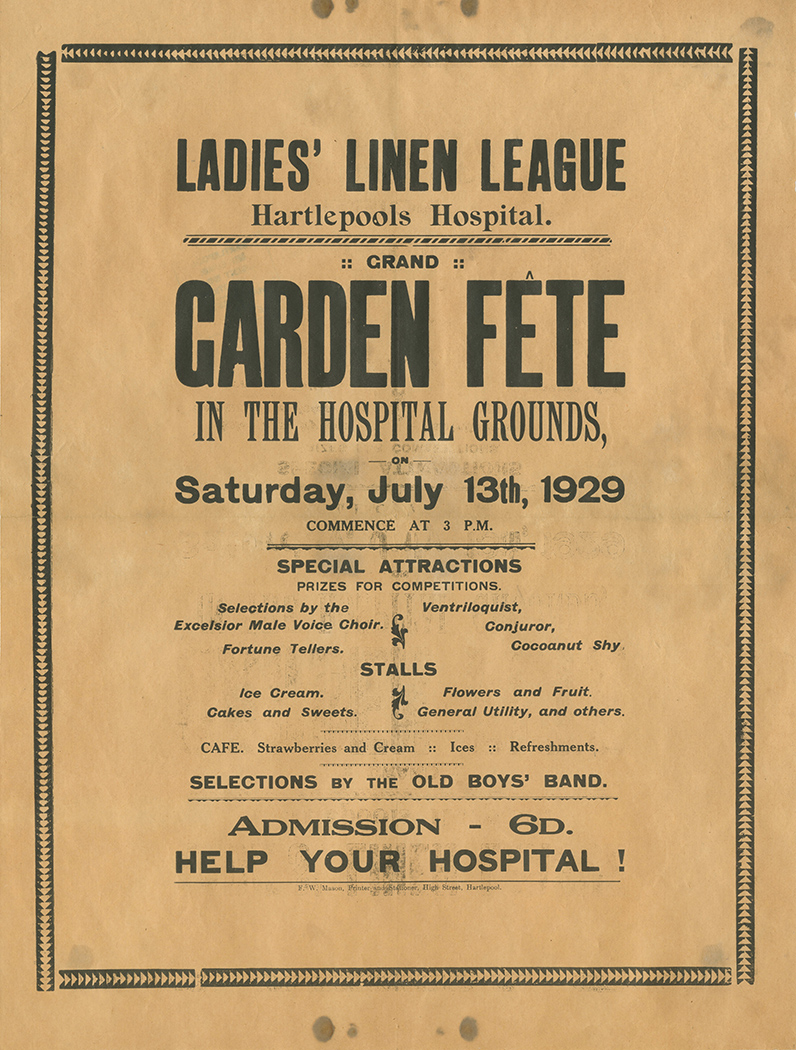 LADIES' LINEN LEAGUE
Hartlepools Hospital.
:: GRAND ::
GARDEN FÊTE
IN THE HOSPITAL GROUNDS,
— ON —
Saturday, July 13th, 1929
COMMENCE AT 3 P.M.
SPECIAL ATTRACTIONS
PRIZES FOR COMPETITIONS.
Selections by the
Excelsior Male Voice Choir.
Fortune Tellers.
Ventriloquist,
Conjuror,
Cocoanut Shy.
STALLS
Ice Cream.
Cakes and Sweets.
Flowers and Fruit.
General Utility, and others.
CAFE. Strawberries and Cream :: Ices :: Refreshments.
SELECTIONS BY THE OLD BOYS' BAND.
ADMISSION - 6D.
HELP YOUR HOSPITAL !
F. W. Mason, Printer and Stationer, High Street, Hartlepool.